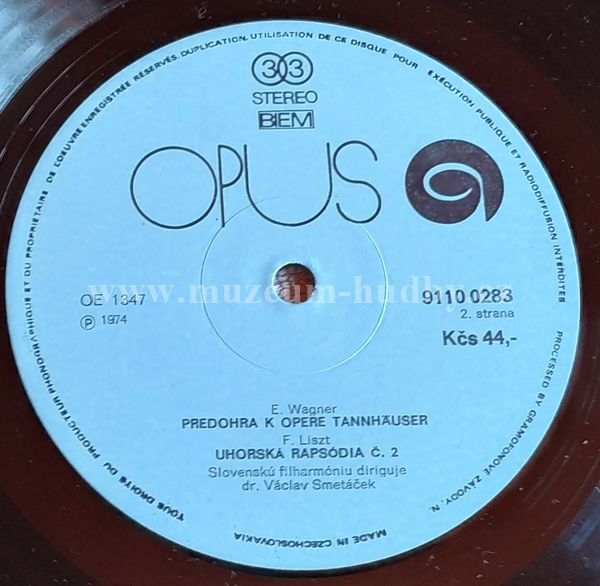 TOUS DROITS DU PRODUCTEUR PHONOGRAPHIQUE ET DU PROPRIETAIRE DE L'OEUVRE ENREGISTRÉE RÉSERVÉS. DUPLICATION, UTILISATION DE CE DISQUE POUR EXÉCUTION PUBLIQUE ET RADIODIFFUSION INTERDITES
PROCESSED BY GRAMOFONOVÉ ZÁVODY, N.
33
STEREO
BIEM
OPUS
www.muzeum-hudby.
OE 1347
℗ 1974
9110 0283
2. strana
Kčs 44,-
E. Wagner
PREDOHRA K OPERE TANNHÄUSER
F. Liszt
UHORSKÁ RAPSÓDIA Č. 2
Slovenskú filharmóniu diriguje
dr. Václav Smetáček
MADE IN CZECHOSLOVAKIA